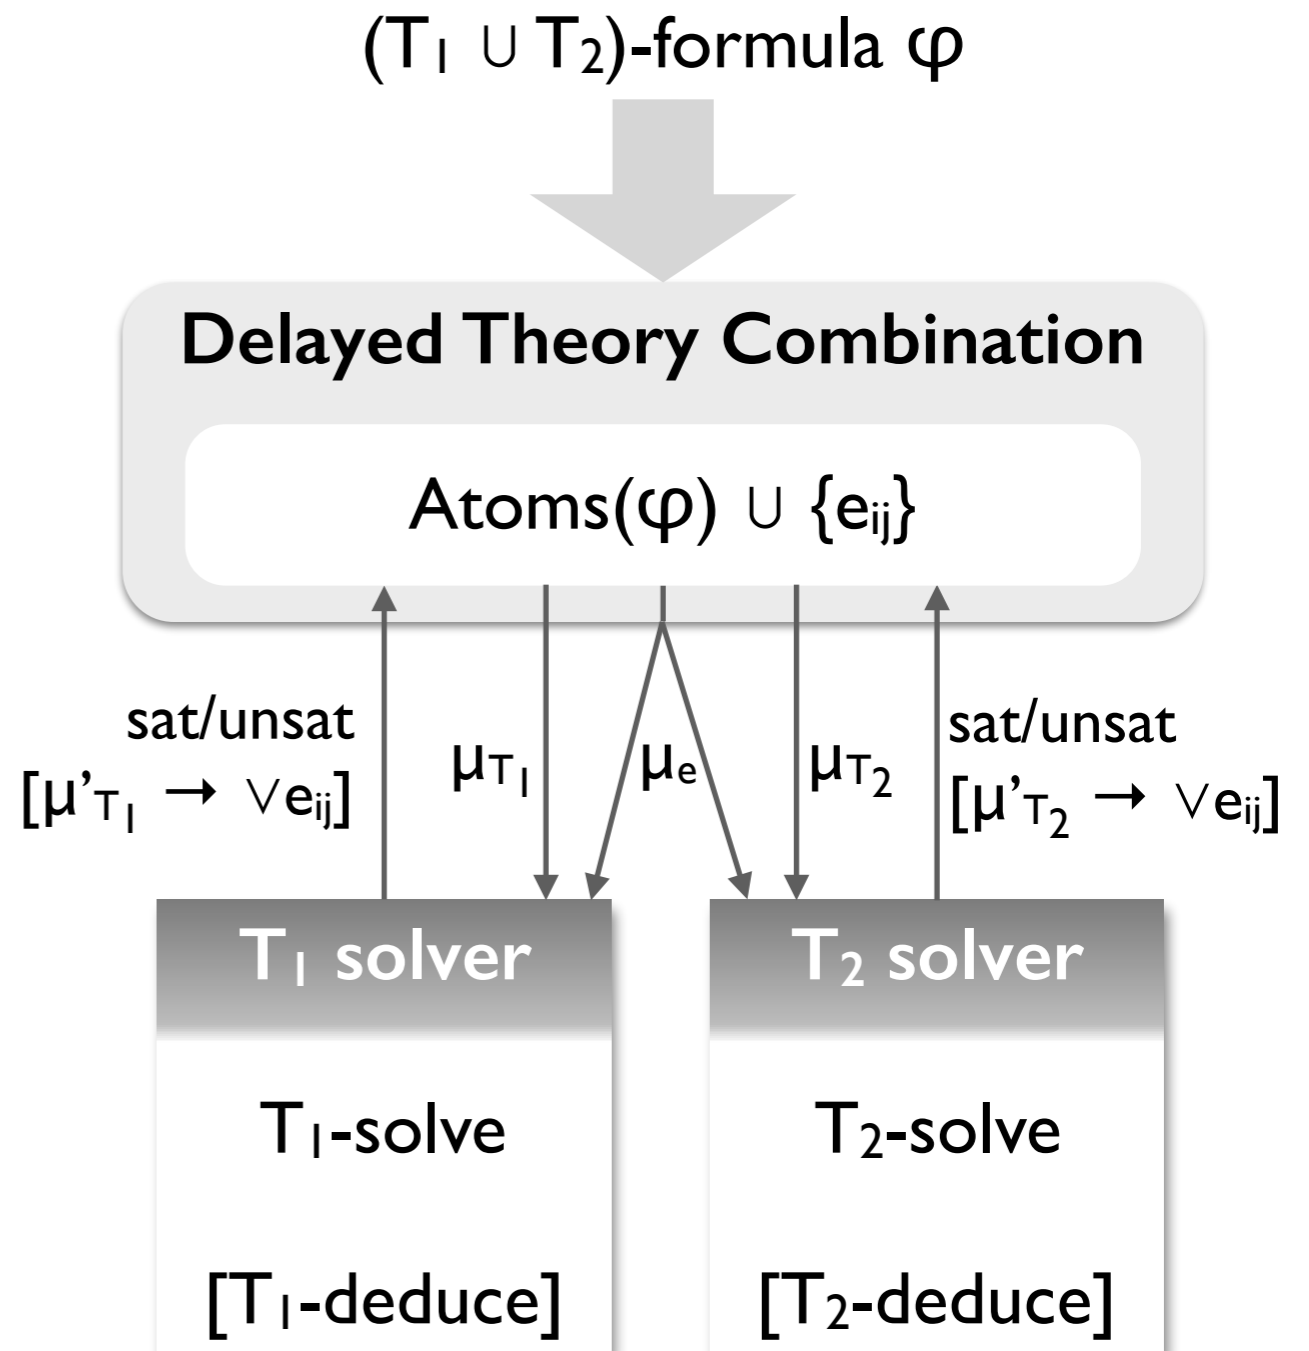 (T₁ ∪ T₂)-formula φ
Delayed Theory Combination
Atoms(φ) ∪ {eᵢⱼ}
sat/unsat
[μ’T₁ → ∨eᵢⱼ]
μT₁
μₑ
μT₂
sat/unsat
[μ’T₂ → ∨eᵢⱼ]
T₁ solver
T₁-solve
[T₁-deduce]
T₂ solver
T₂-solve
[T₂-deduce]